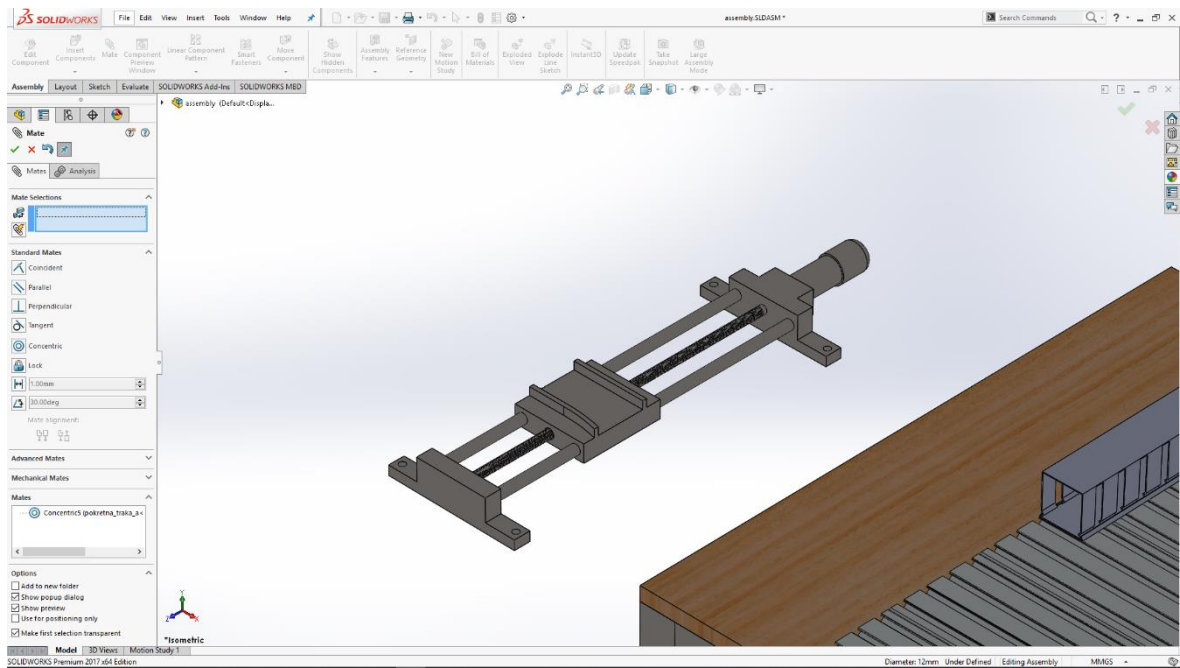 SOLIDWORKS File Edit View Insert Tools Window Help assembly.SLDASM * Search Commands
Edit Component
Insert Components
Mate
Component Preview Window
Linear Component Pattern
Smart Fasteners
Move Component
Show Hidden Components
Assembly Features
Reference Geometry
New Motion Study
Bill of Materials
Exploded View
Explode Line Sketch
Instant3D
Update Speedpak
Take Snapshot
Large Assembly Mode
Assembly Layout Sketch Evaluate SOLIDWORKS Add-Ins SOLIDWORKS MBD
assembly (Default<Displa...
Mate
Mates Analysis
Mate Selections
Standard Mates
Coincident
Parallel
Perpendicular
Tangent
Concentric
Lock
1.00mm
30.00deg
Mate alignment:
Advanced Mates
Mechanical Mates
Mates
Concentric5 (pokretna_traka_a<
Options
Add to new folder
Show popup dialog
Show preview
Use for positioning only
Make first selection transparent
Y
Z X
*Isometric
Model 3D Views Motion Study 1
SOLIDWORKS Premium 2017 x64 Edition Diameter: 12mm Under Defined Editing Assembly MMGS